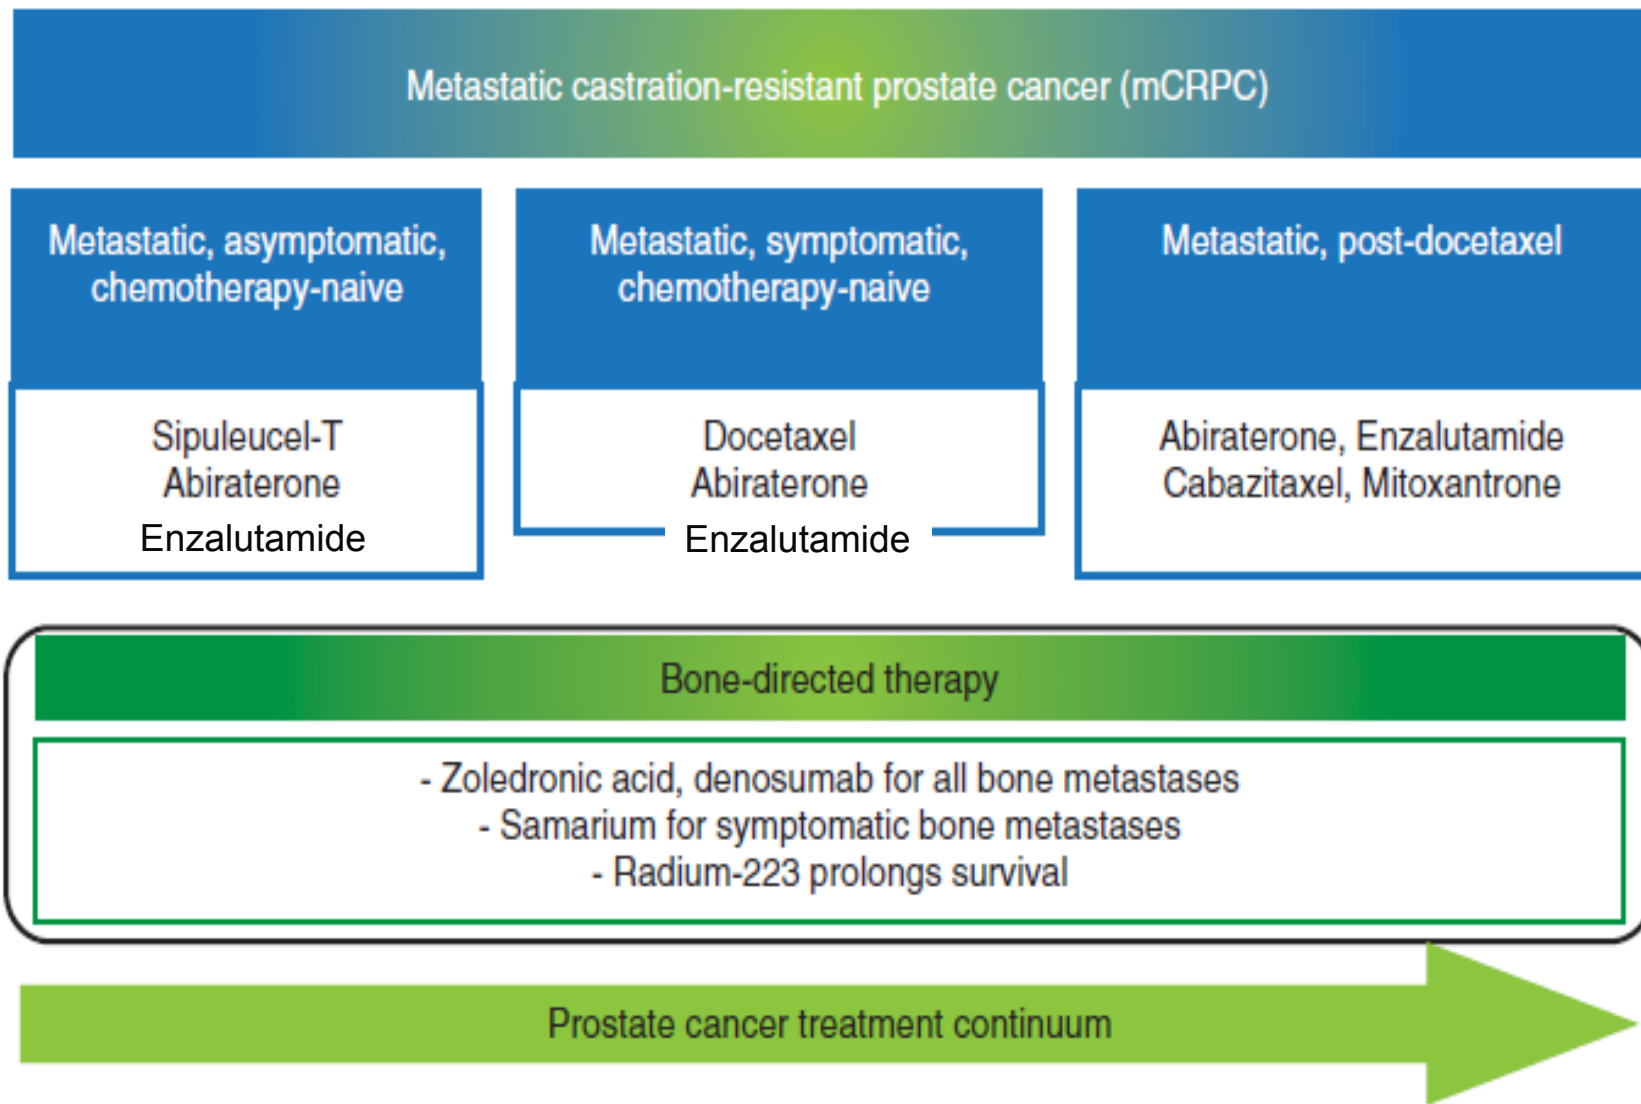 Metastatic castration-resistant prostate cancer (mCRPC)
Metastatic, asymptomatic,
chemotherapy-naive
Sipuleucel-T
Abiraterone
Enzalutamide
Metastatic, symptomatic,
chemotherapy-naive
Docetaxel
Abiraterone
Enzalutamide
Metastatic, post-docetaxel
Abiraterone, Enzalutamide
Cabazitaxel, Mitoxantrone
Bone-directed therapy
- Zoledronic acid, denosumab for all bone metastases
- Samarium for symptomatic bone metastases
- Radium-223 prolongs survival
Prostate cancer treatment continuum